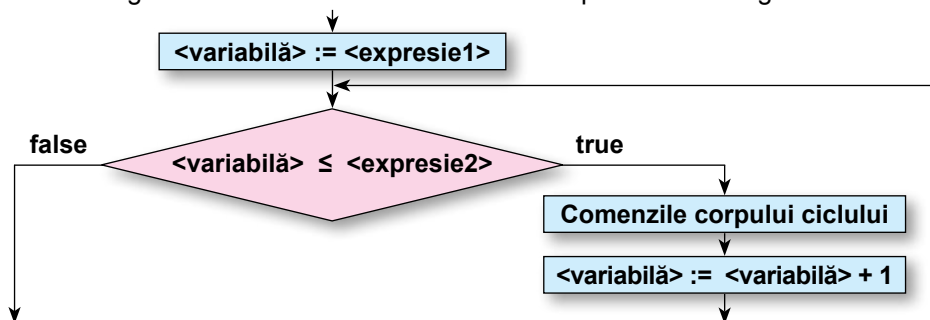 <variabilă> := <expresie1>
false
true
<variabilă> ≤ <expresie2>
Comenzile corpului ciclului
<variabilă> := <variabilă> + 1